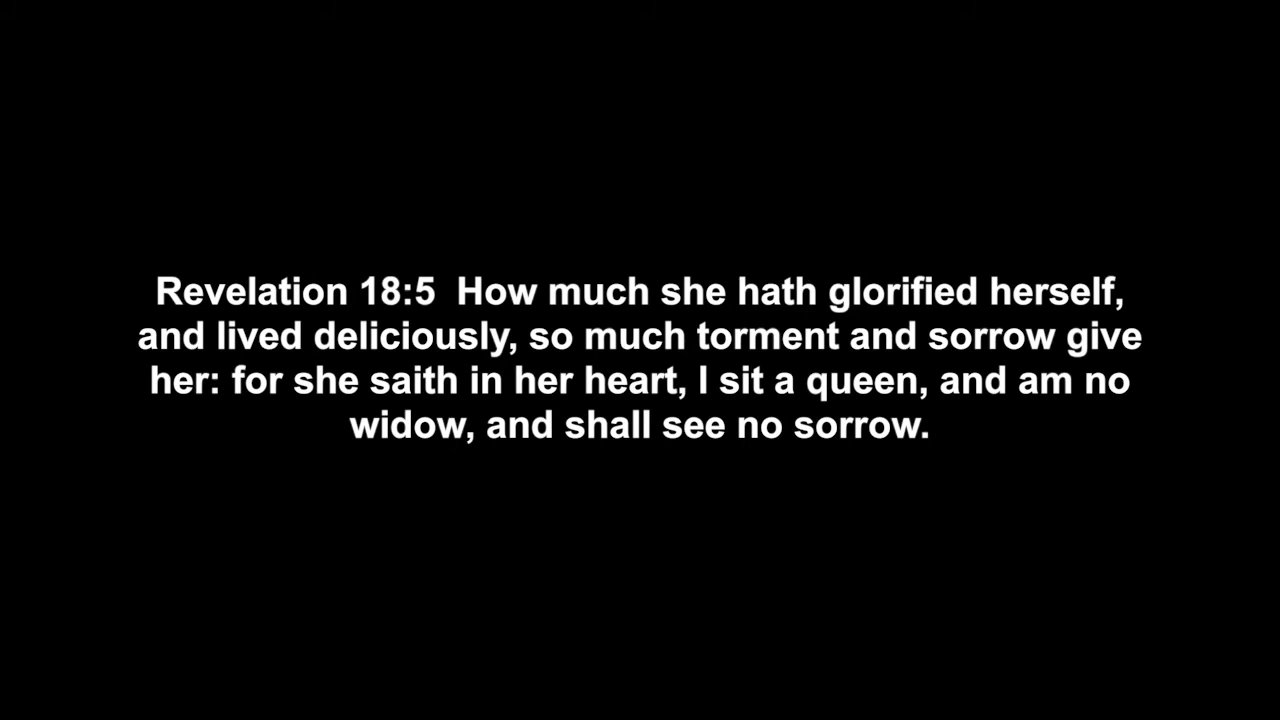 Revelation 18:5  How much she hath glorified herself,
and lived deliciously, so much torment and sorrow give
her: for she saith in her heart, I sit a queen, and am no
widow, and shall see no sorrow.